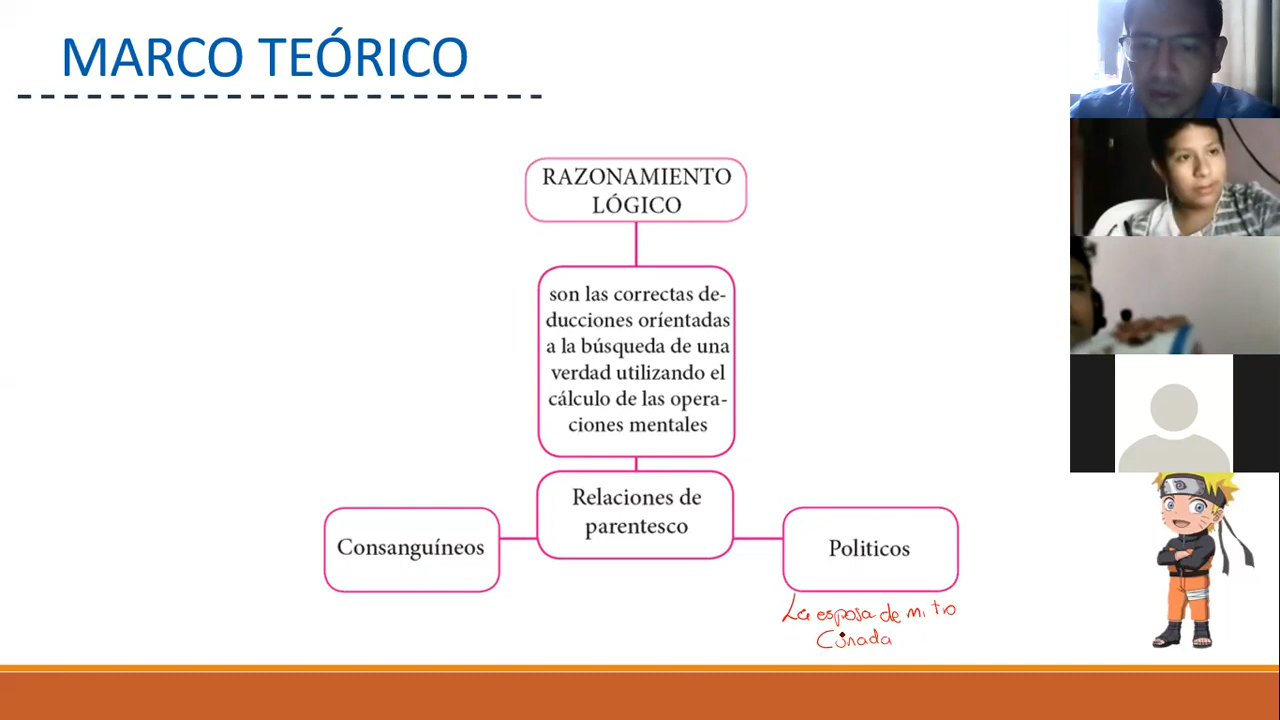 MARCO TEÓRICO
RAZONAMIENTO
LÓGICO
son las correctas de-
ducciones oríentadas
a la búsqueda de una
verdad utilizando el
cálculo de las opera-
ciones mentales
Relaciones de
parentesco
Consanguíneos
Politicos
La esposa de mi tio
Cuñada